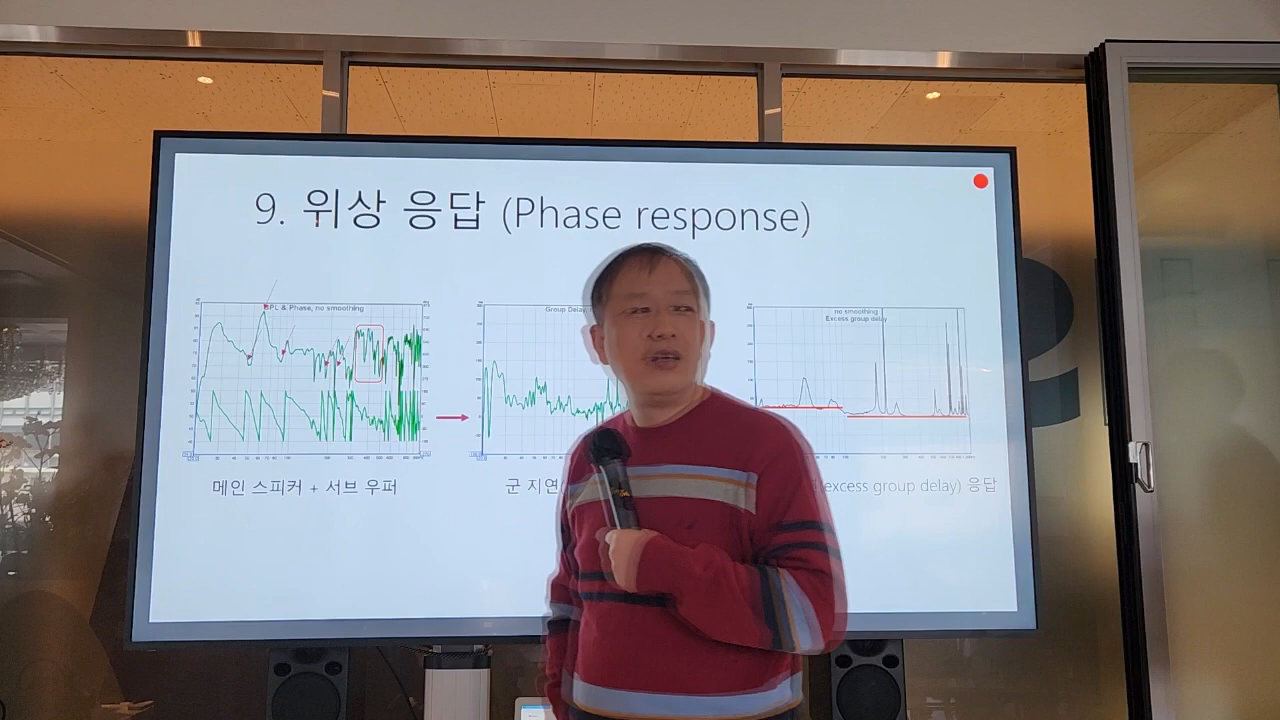 9. 위상 응답 (Phase response)
SPL & Phase, no smoothing
Group Delay,
no smoothing
Excess group delay
메인 스피커 + 서브 우퍼
군 지연
(excess group delay) 응답